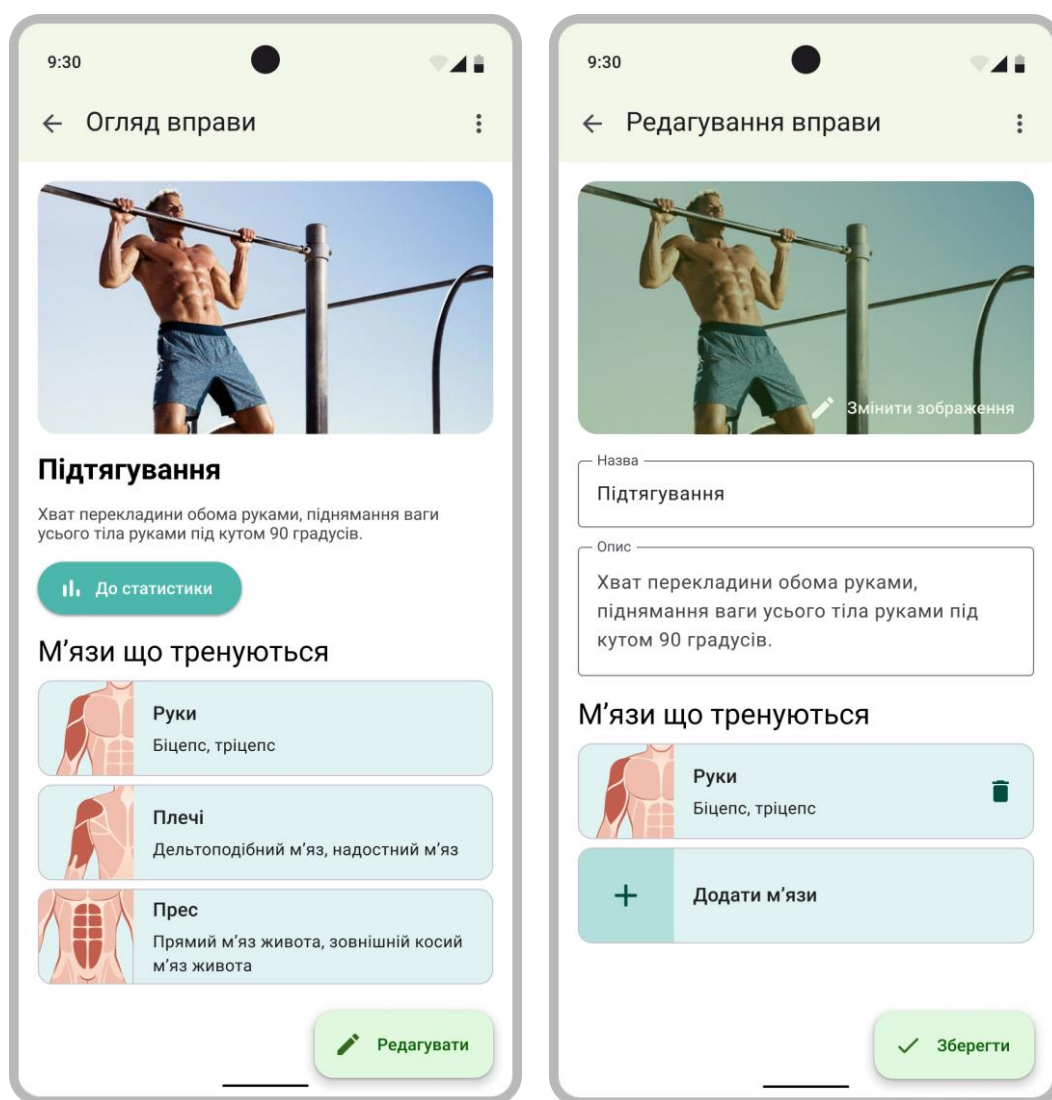 9:30
Огляд вправи
Підтягування
Хват перекладини обома руками, піднямання ваги
усього тіла руками під кутом 90 градусів.
До статистики
М’язи що тренуються
Руки
Біцепс, тріцепс
Плечі
Дельтоподібний м’яз, надостний м’яз
Прес
Прямий м’яз живота, зовнішній косий
м’яз живота
Редагувати
9:30
Редагування вправи
Змінити зображення
Назва
Підтягування
Опис
Хват перекладини обома руками,
піднямання ваги усього тіла руками під
кутом 90 градусів.
М’язи що тренуються
Руки
Біцепс, тріцепс
Додати м’язи
Зберегти